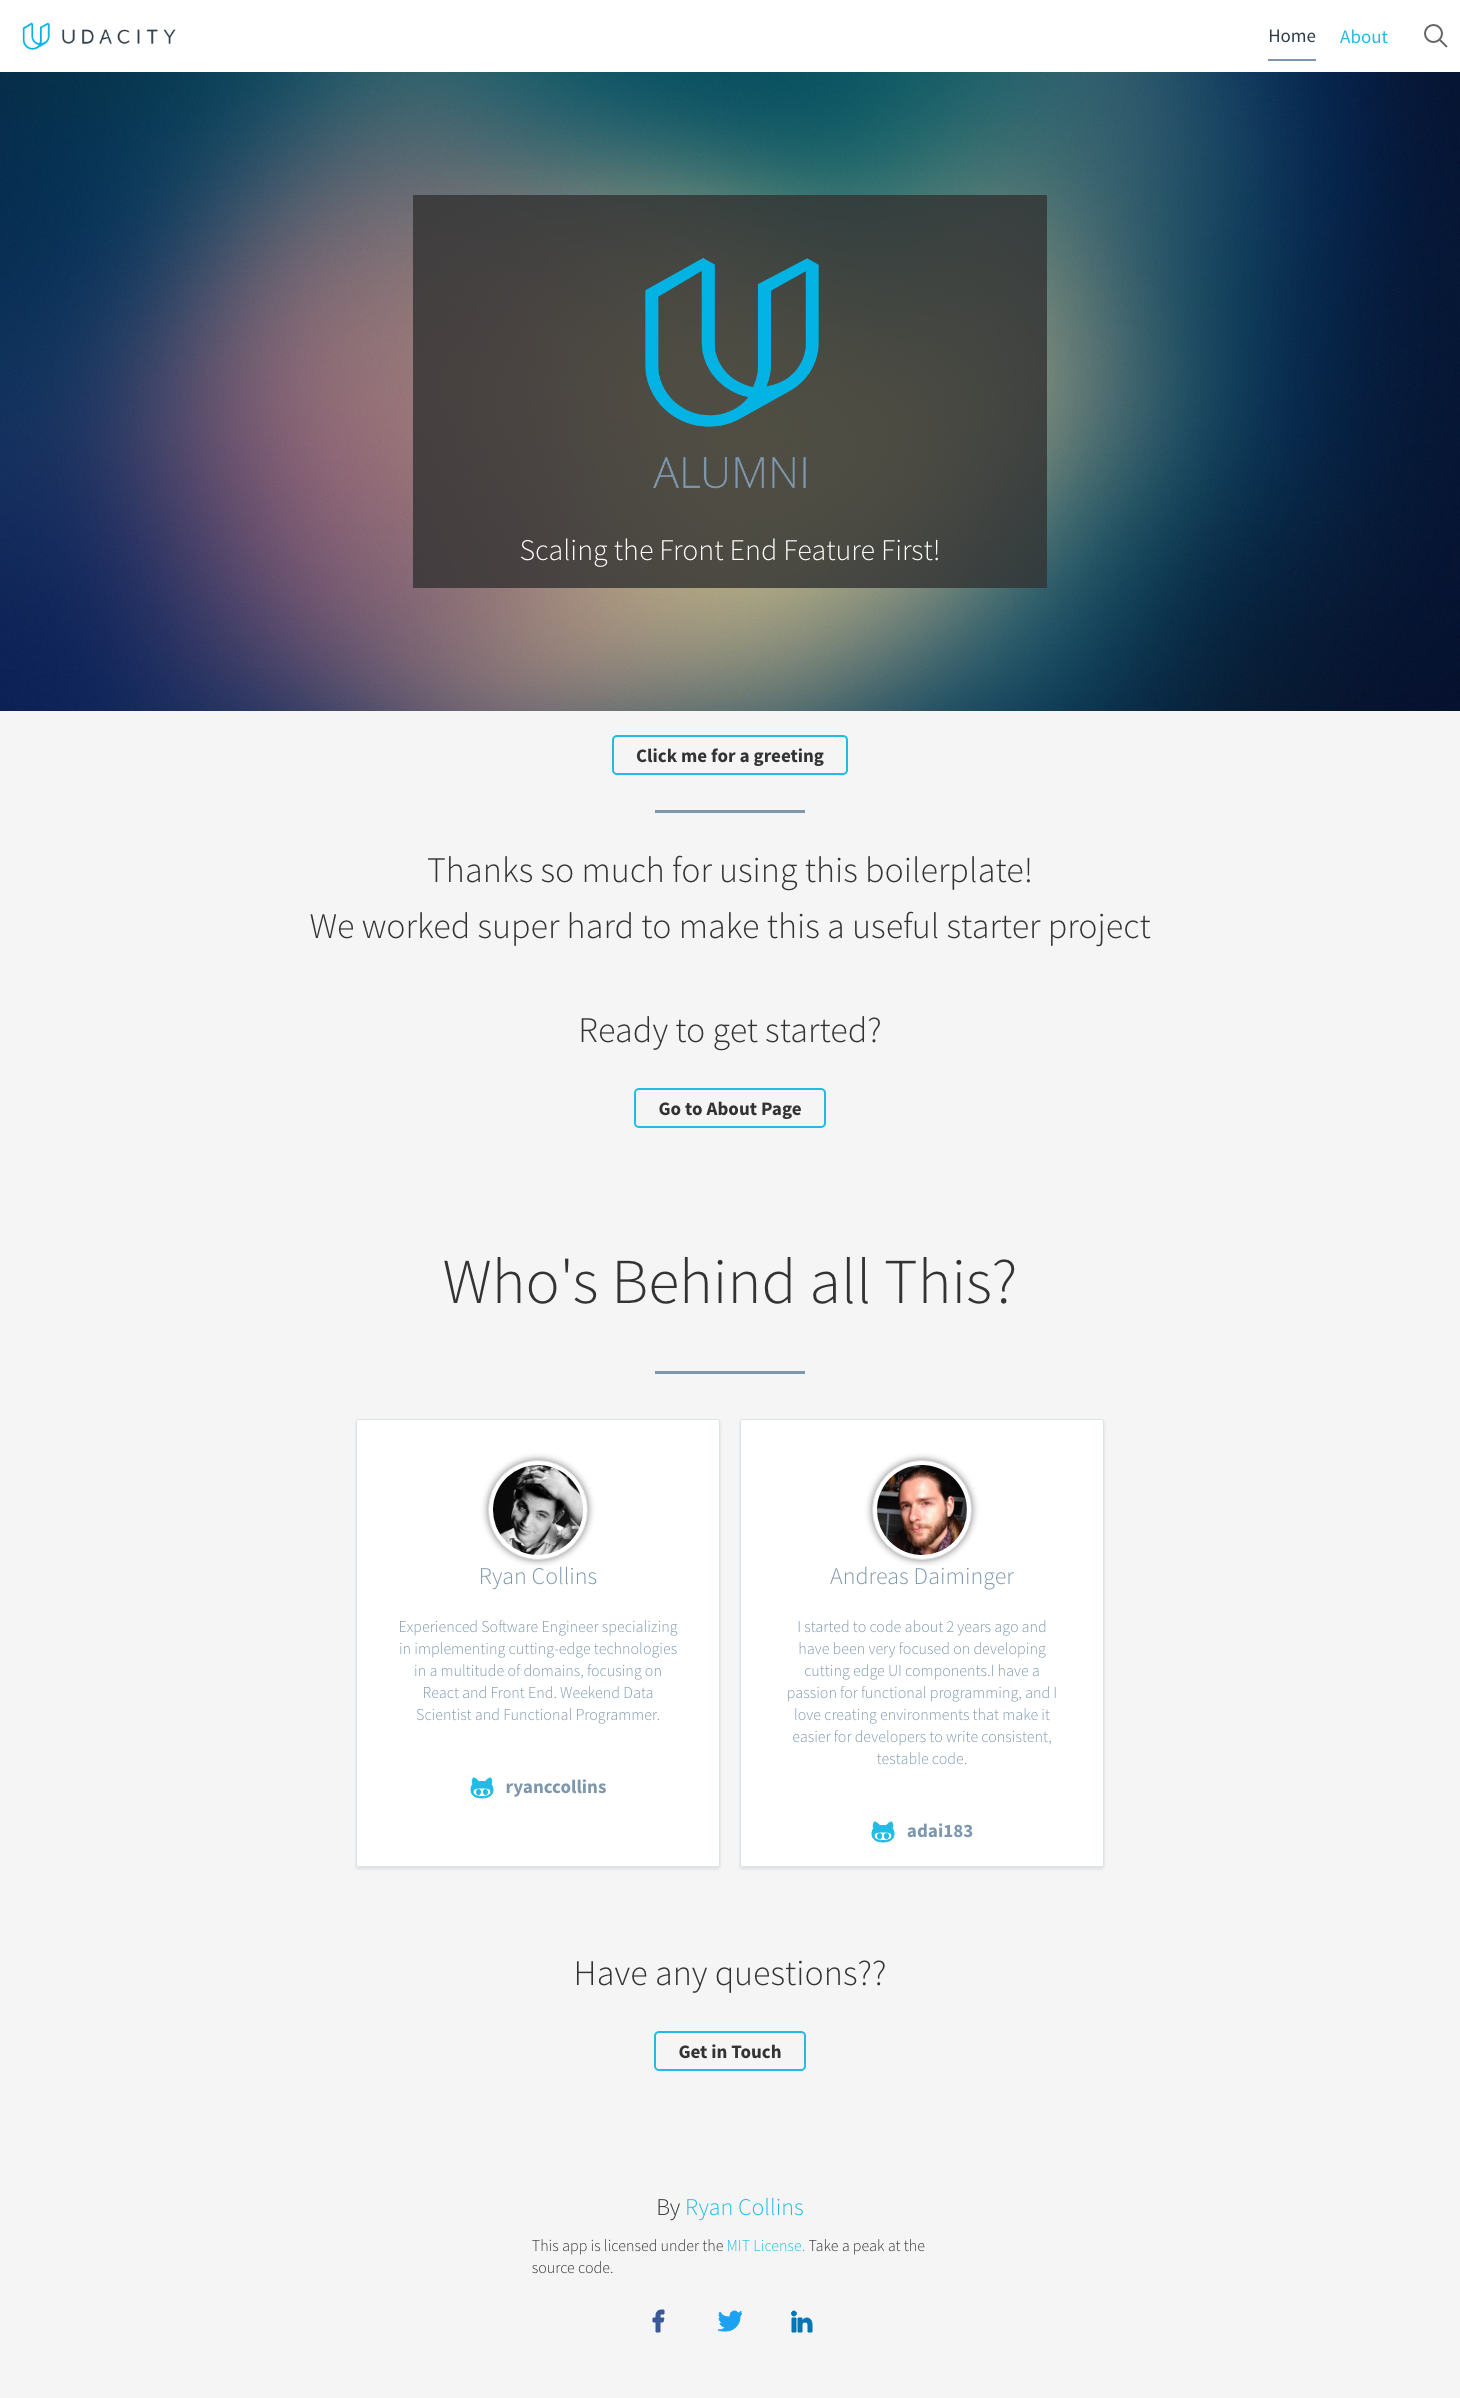 UDACITY
Home
About
ALUMNI
Scaling the Front End Feature First!
Click me for a greeting
Thanks so much for using this boilerplate!
We worked super hard to make this a useful starter project
Ready to get started?
Go to About Page
Who's Behind all This?
Ryan Collins
Experienced Software Engineer specializing
in implementing cutting-edge technologies
in a multitude of domains, focusing on
React and Front End. Weekend Data
Scientist and Functional Programmer.
ryanccollins
Andreas Daiminger
I started to code about 2 years ago and
have been very focused on developing
cutting edge UI components.I have a
passion for functional programming, and I
love creating environments that make it
easier for developers to write consistent,
testable code.
adai183
Have any questions??
Get in Touch
By Ryan Collins
This app is licensed under the MIT License. Take a peak at the
source code.